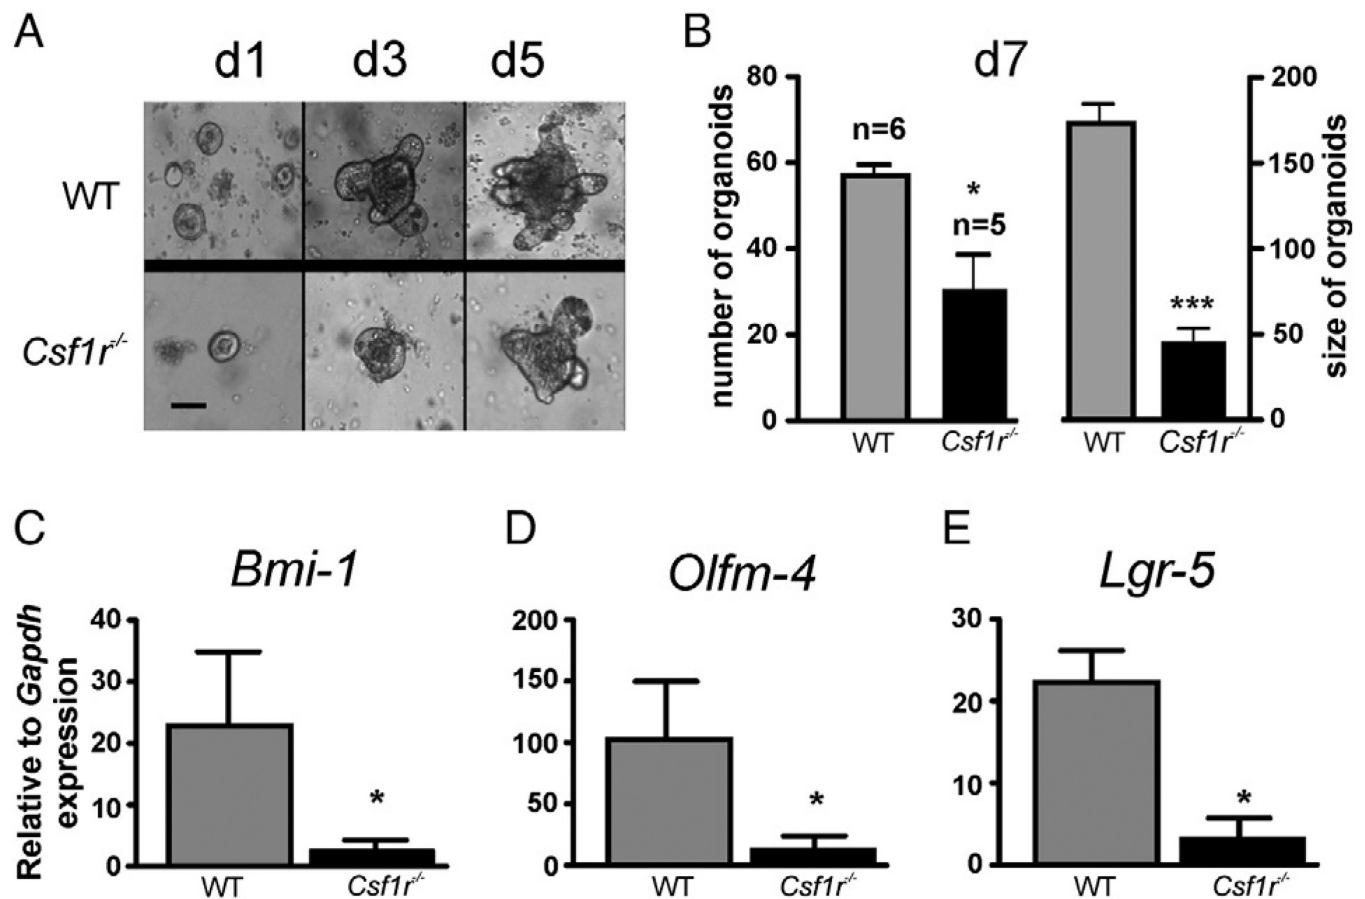 A
d1 d3 d5
WT
Csf1r-/-
B
d7
number of organoids
80
60
40
20
0
n=6
*
n=5
WT Csf1r-/-
***
WT Csf1r-/-
200
150
100
50
0
size of organoids
C
Bmi-1
Relative to Gapdh
expression
40
30
20
10
0
*
WT Csf1r-/-
D
Olfm-4
200
150
100
50
0
*
WT Csf1r-/-
E
Lgr-5
30
20
10
0
*
WT Csf1r-/-